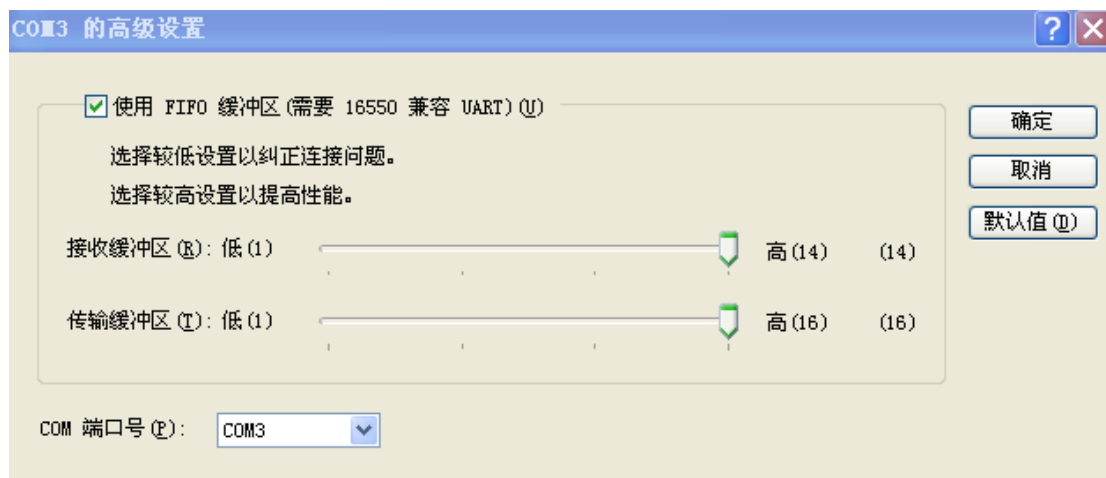 COM3 的高级设置
使用 FIFO 缓冲区(需要 16550 兼容 UART)(U)
确定
选择较低设置以纠正连接问题。
取消
选择较高设置以提高性能。
默认值(D)
接收缓冲区(R): 低(1) 高(14) (14)
传输缓冲区(T): 低(1) 高(16) (16)
COM 端口号(P): COM3